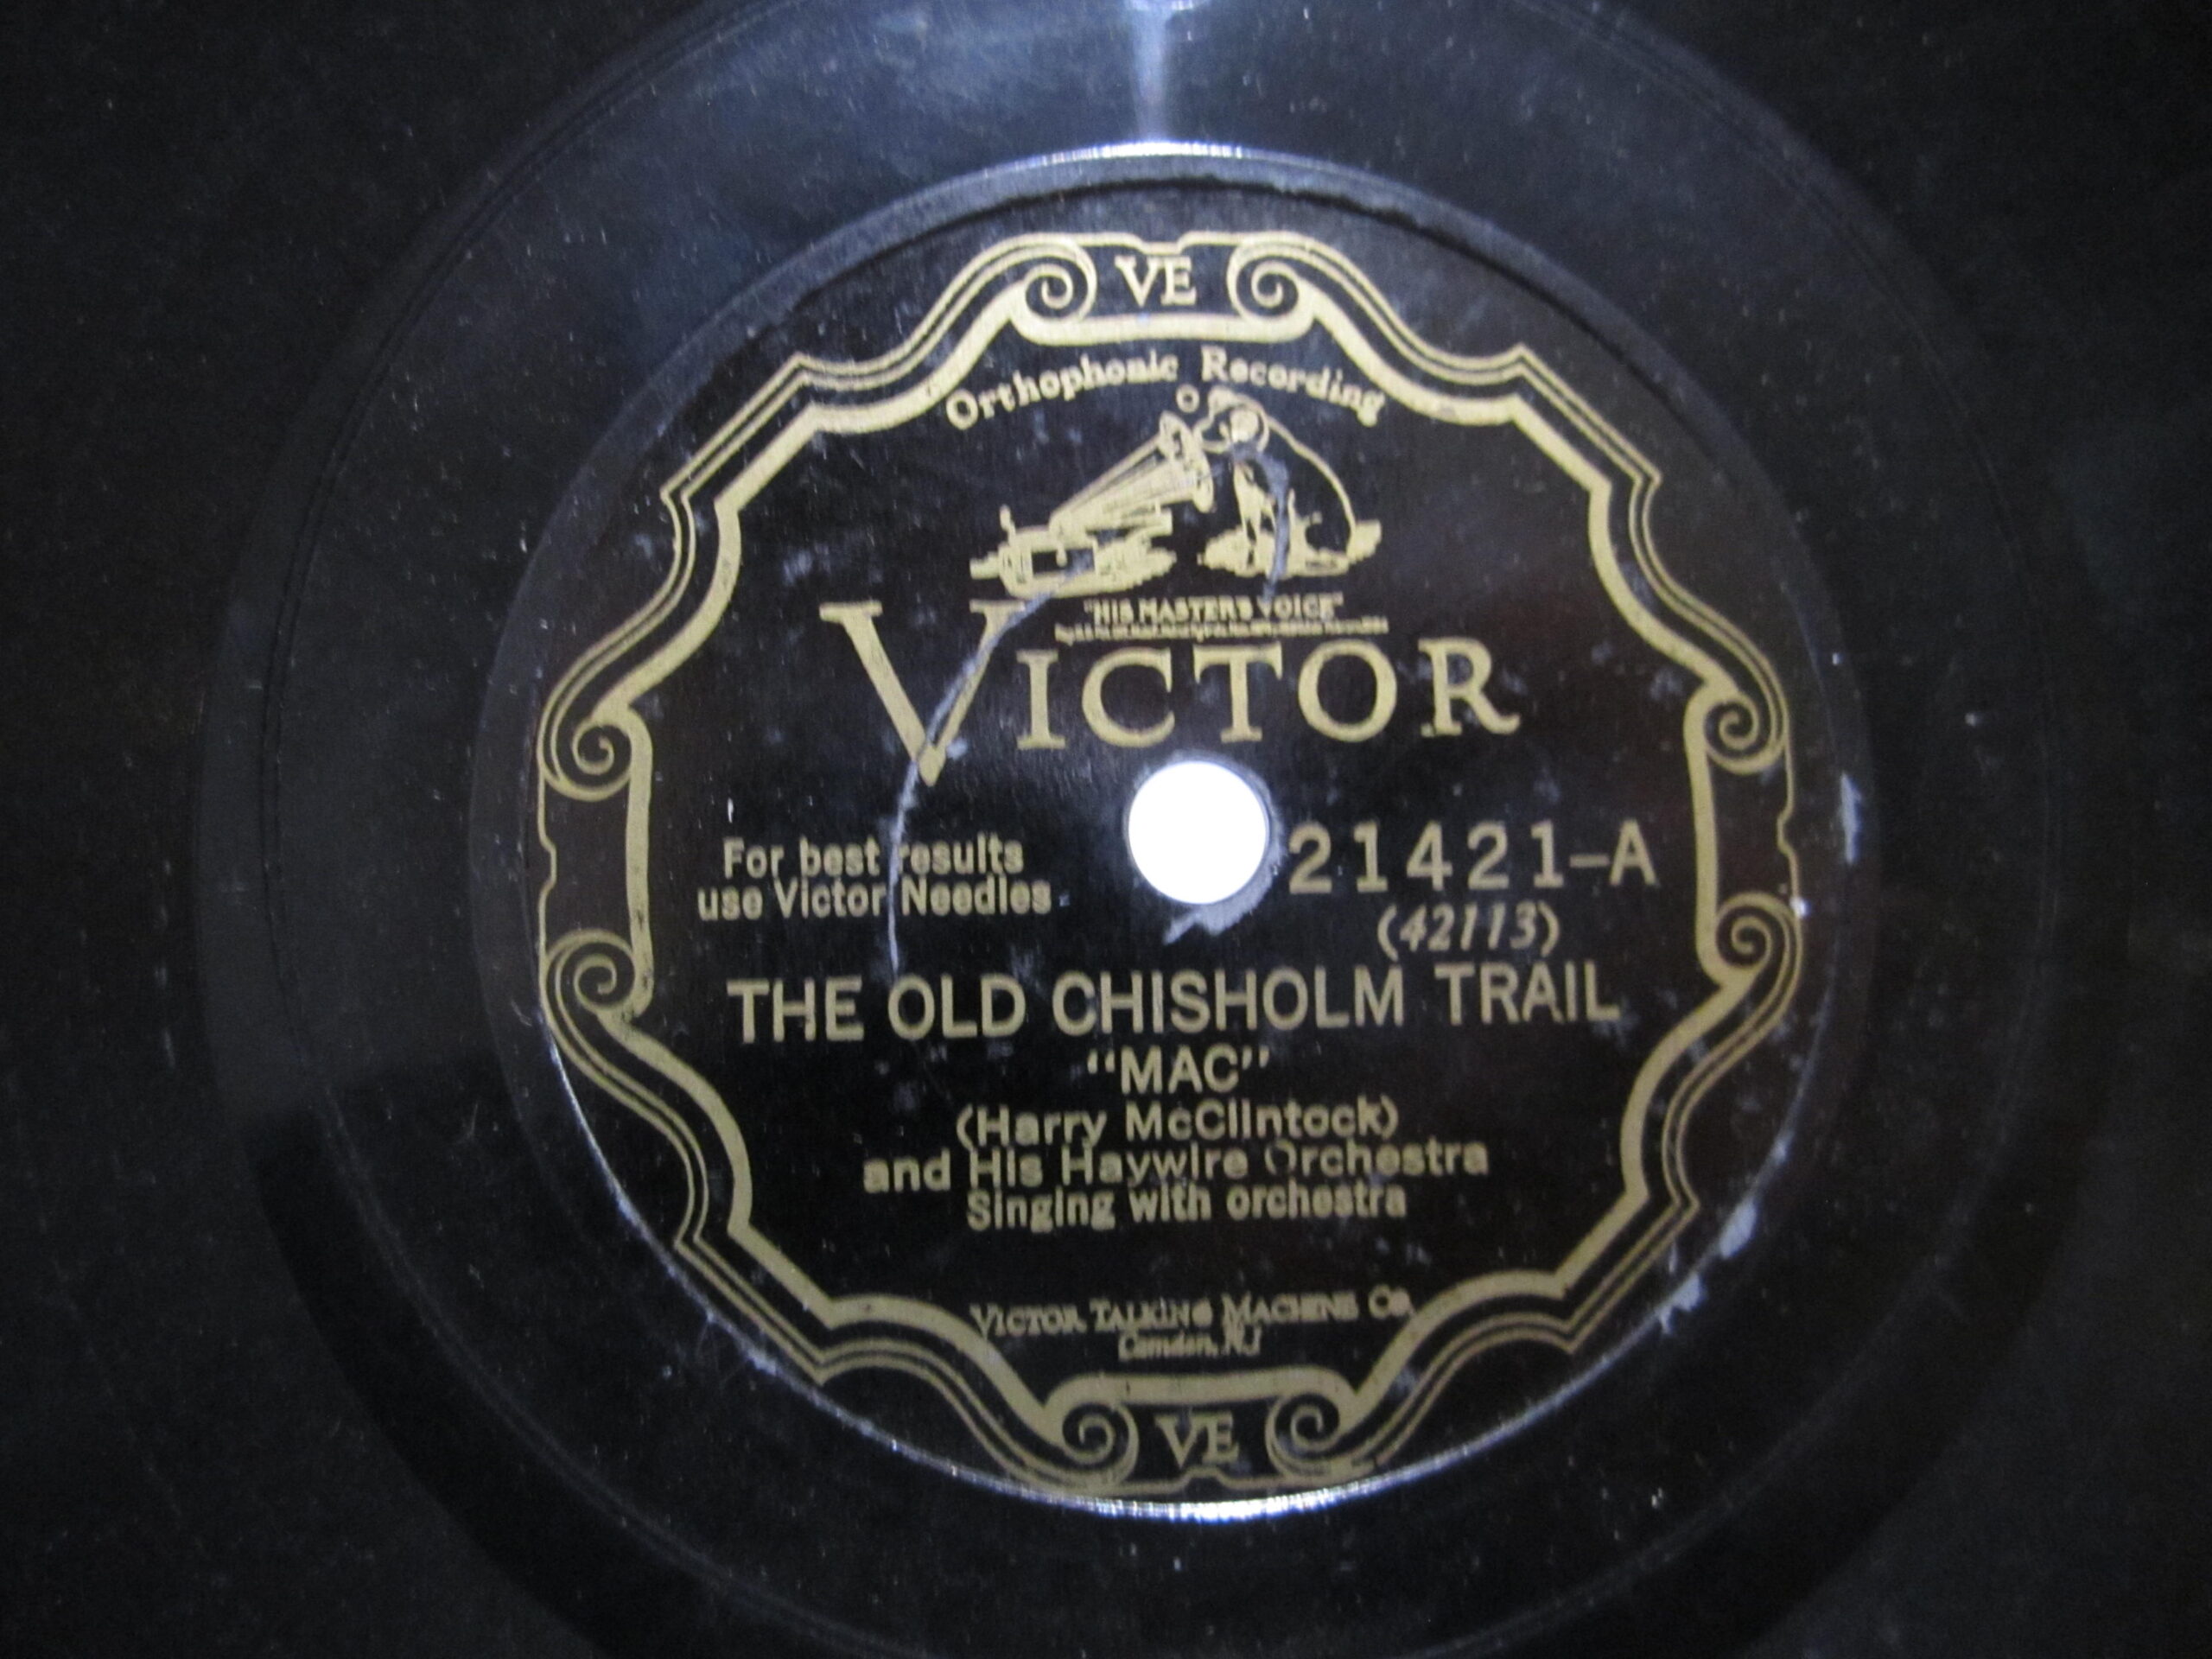 VE
Orthophonic Recording
"HIS MASTER'S VOICE"
VICTOR
For best results
use Victor Needles
21421-A
(42113)
THE OLD CHISHOLM TRAIL
"MAC"
(Harry McClintock)
and His Haywire Orchestra
Singing with orchestra
VICTOR TALKING MACHINE CO.
Camden, NJ
VE